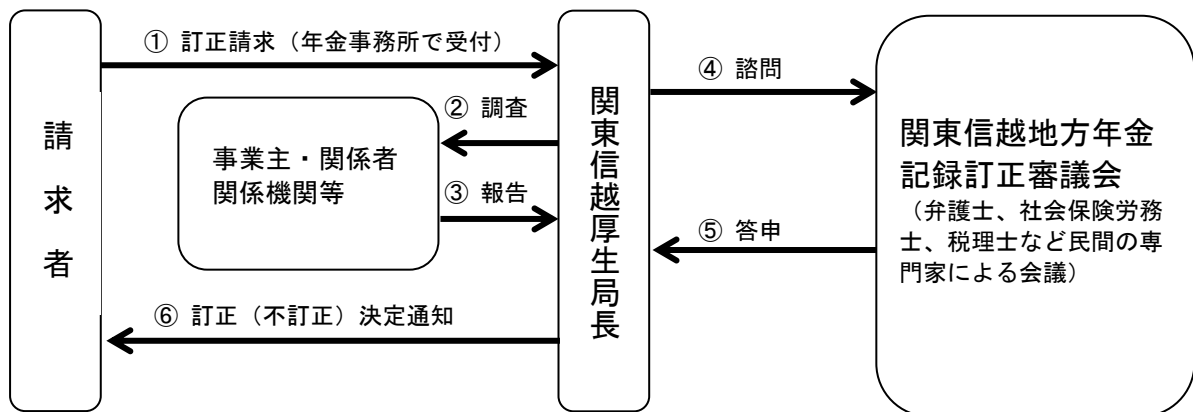 請求者
① 訂正請求（年金事務所で受付）
② 調査
事業主・関係者
関係機関等
③ 報告
⑥ 訂正（不訂正）決定通知
関東信越厚生局長
④ 諮問
⑤ 答申
関東信越地方年金
記録訂正審議会
（弁護士、社会保険労務
士、税理士など民間の専
門家による会議）